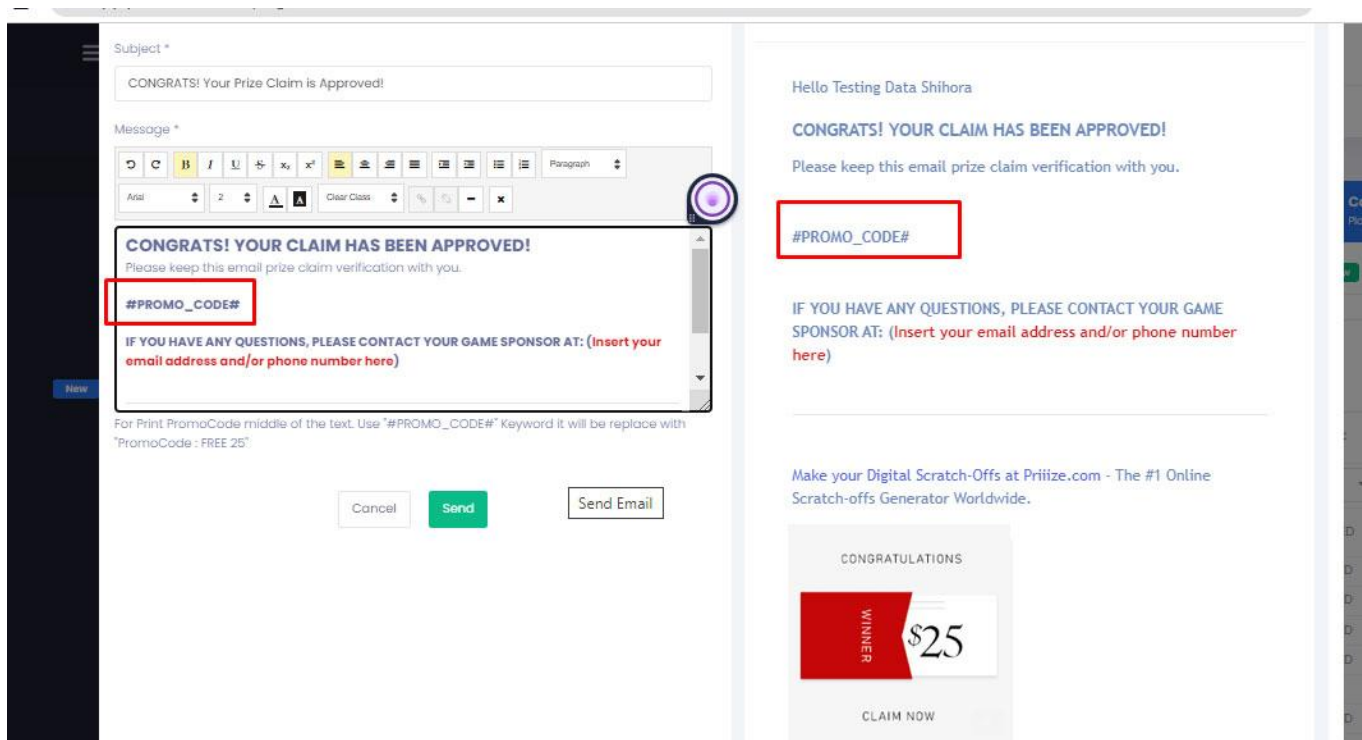 Subject *
CONGRATS! Your Prize Claim is Approved!
Message *
B I U S x₂ x² Paragraph
Arial 2 A A Clear Class
CONGRATS! YOUR CLAIM HAS BEEN APPROVED!
Please keep this email prize claim verification with you.
#PROMO_CODE#
IF YOU HAVE ANY QUESTIONS, PLEASE CONTACT YOUR GAME SPONSOR AT: (Insert your
email address and/or phone number here)
New
For Print PromoCode middle of the text. Use "#PROMO_CODE#" Keyword it will be replace with
"PromoCode : FREE 25"
Cancel
Send
Send Email
Hello Testing Data Shihora
CONGRATS! YOUR CLAIM HAS BEEN APPROVED!
Please keep this email prize claim verification with you.
#PROMO_CODE#
IF YOU HAVE ANY QUESTIONS, PLEASE CONTACT YOUR GAME
SPONSOR AT: (Insert your email address and/or phone number
here)
Make your Digital Scratch-Offs at Priiize.com - The #1 Online
Scratch-offs Generator Worldwide.
CONGRATULATIONS
WINNER
$25
CLAIM NOW